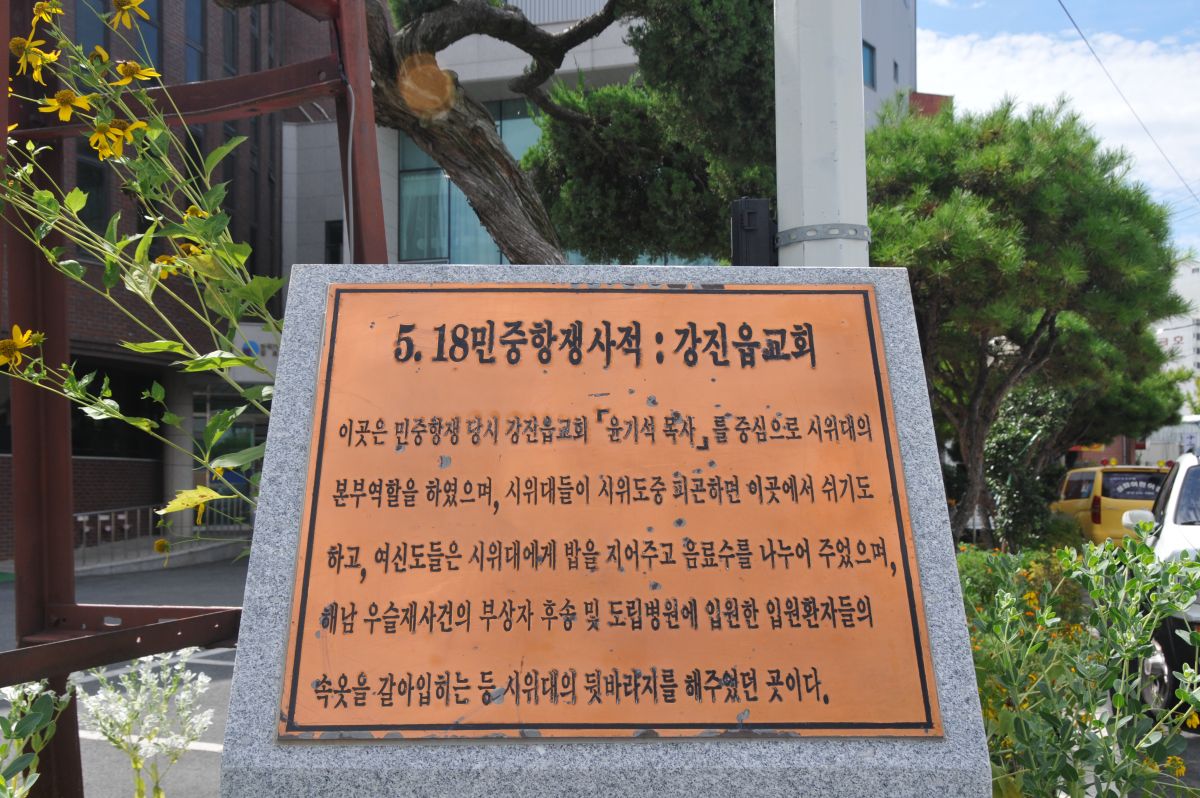 5. 18민중항쟁사적 : 강진읍교회
이곳은 민중항쟁 당시 강진읍교회 『윤기석 목사』를 중심으로 시위대의
본부역할을 하였으며, 시위대들이 시위도중 피곤하면 이곳에서 쉬기도
하고, 여신도들은 시위대에게 밥을 지어주고 음료수를 나누어 주었으며,
해남 우슬재사건의 부상자 후송 및 도립병원에 입원한 입원환자들의
속옷을 갈아입히는 등 시위대의 뒷바라지를 해주었던 곳이다.